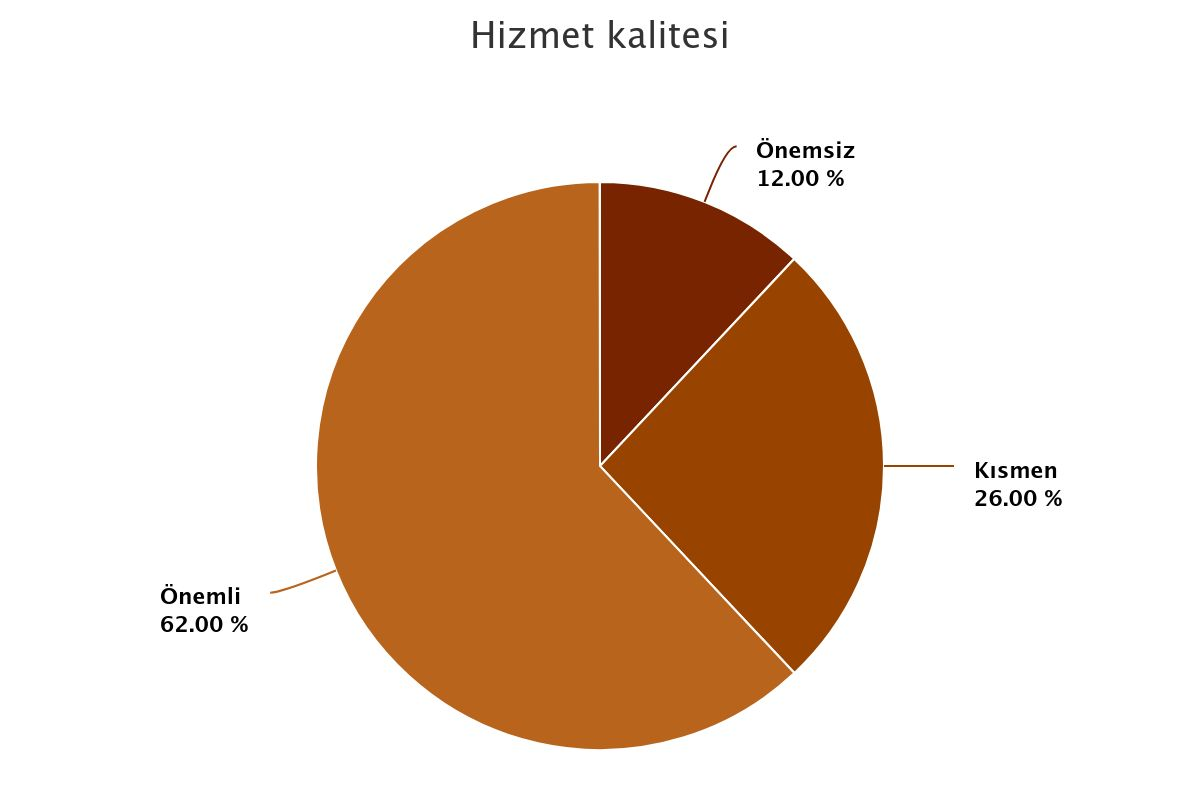 Hizmet kalitesi
Önemsiz
12.00 %
Kısmen
26.00 %
Önemli
62.00 %